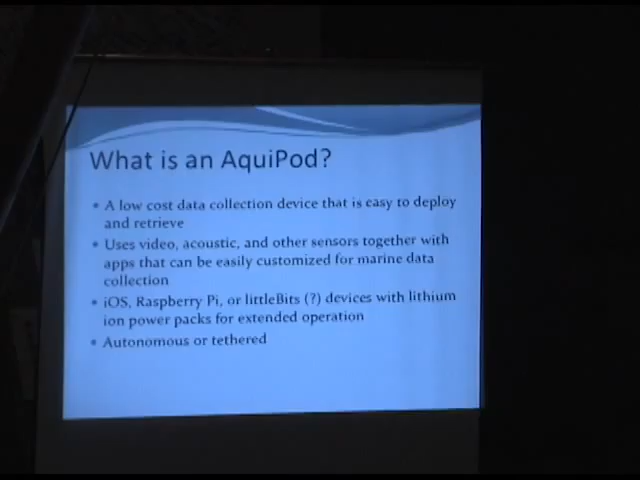 What is an AquiPod?
• A low cost data collection device that is easy to deploy
and retrieve
• Uses video, acoustic, and other sensors together with
apps that can be easily customized for marine data
collection
• iOS, Raspberry Pi, or littleBits (?) devices with lithium
ion power packs for extended operation
• Autonomous or tethered